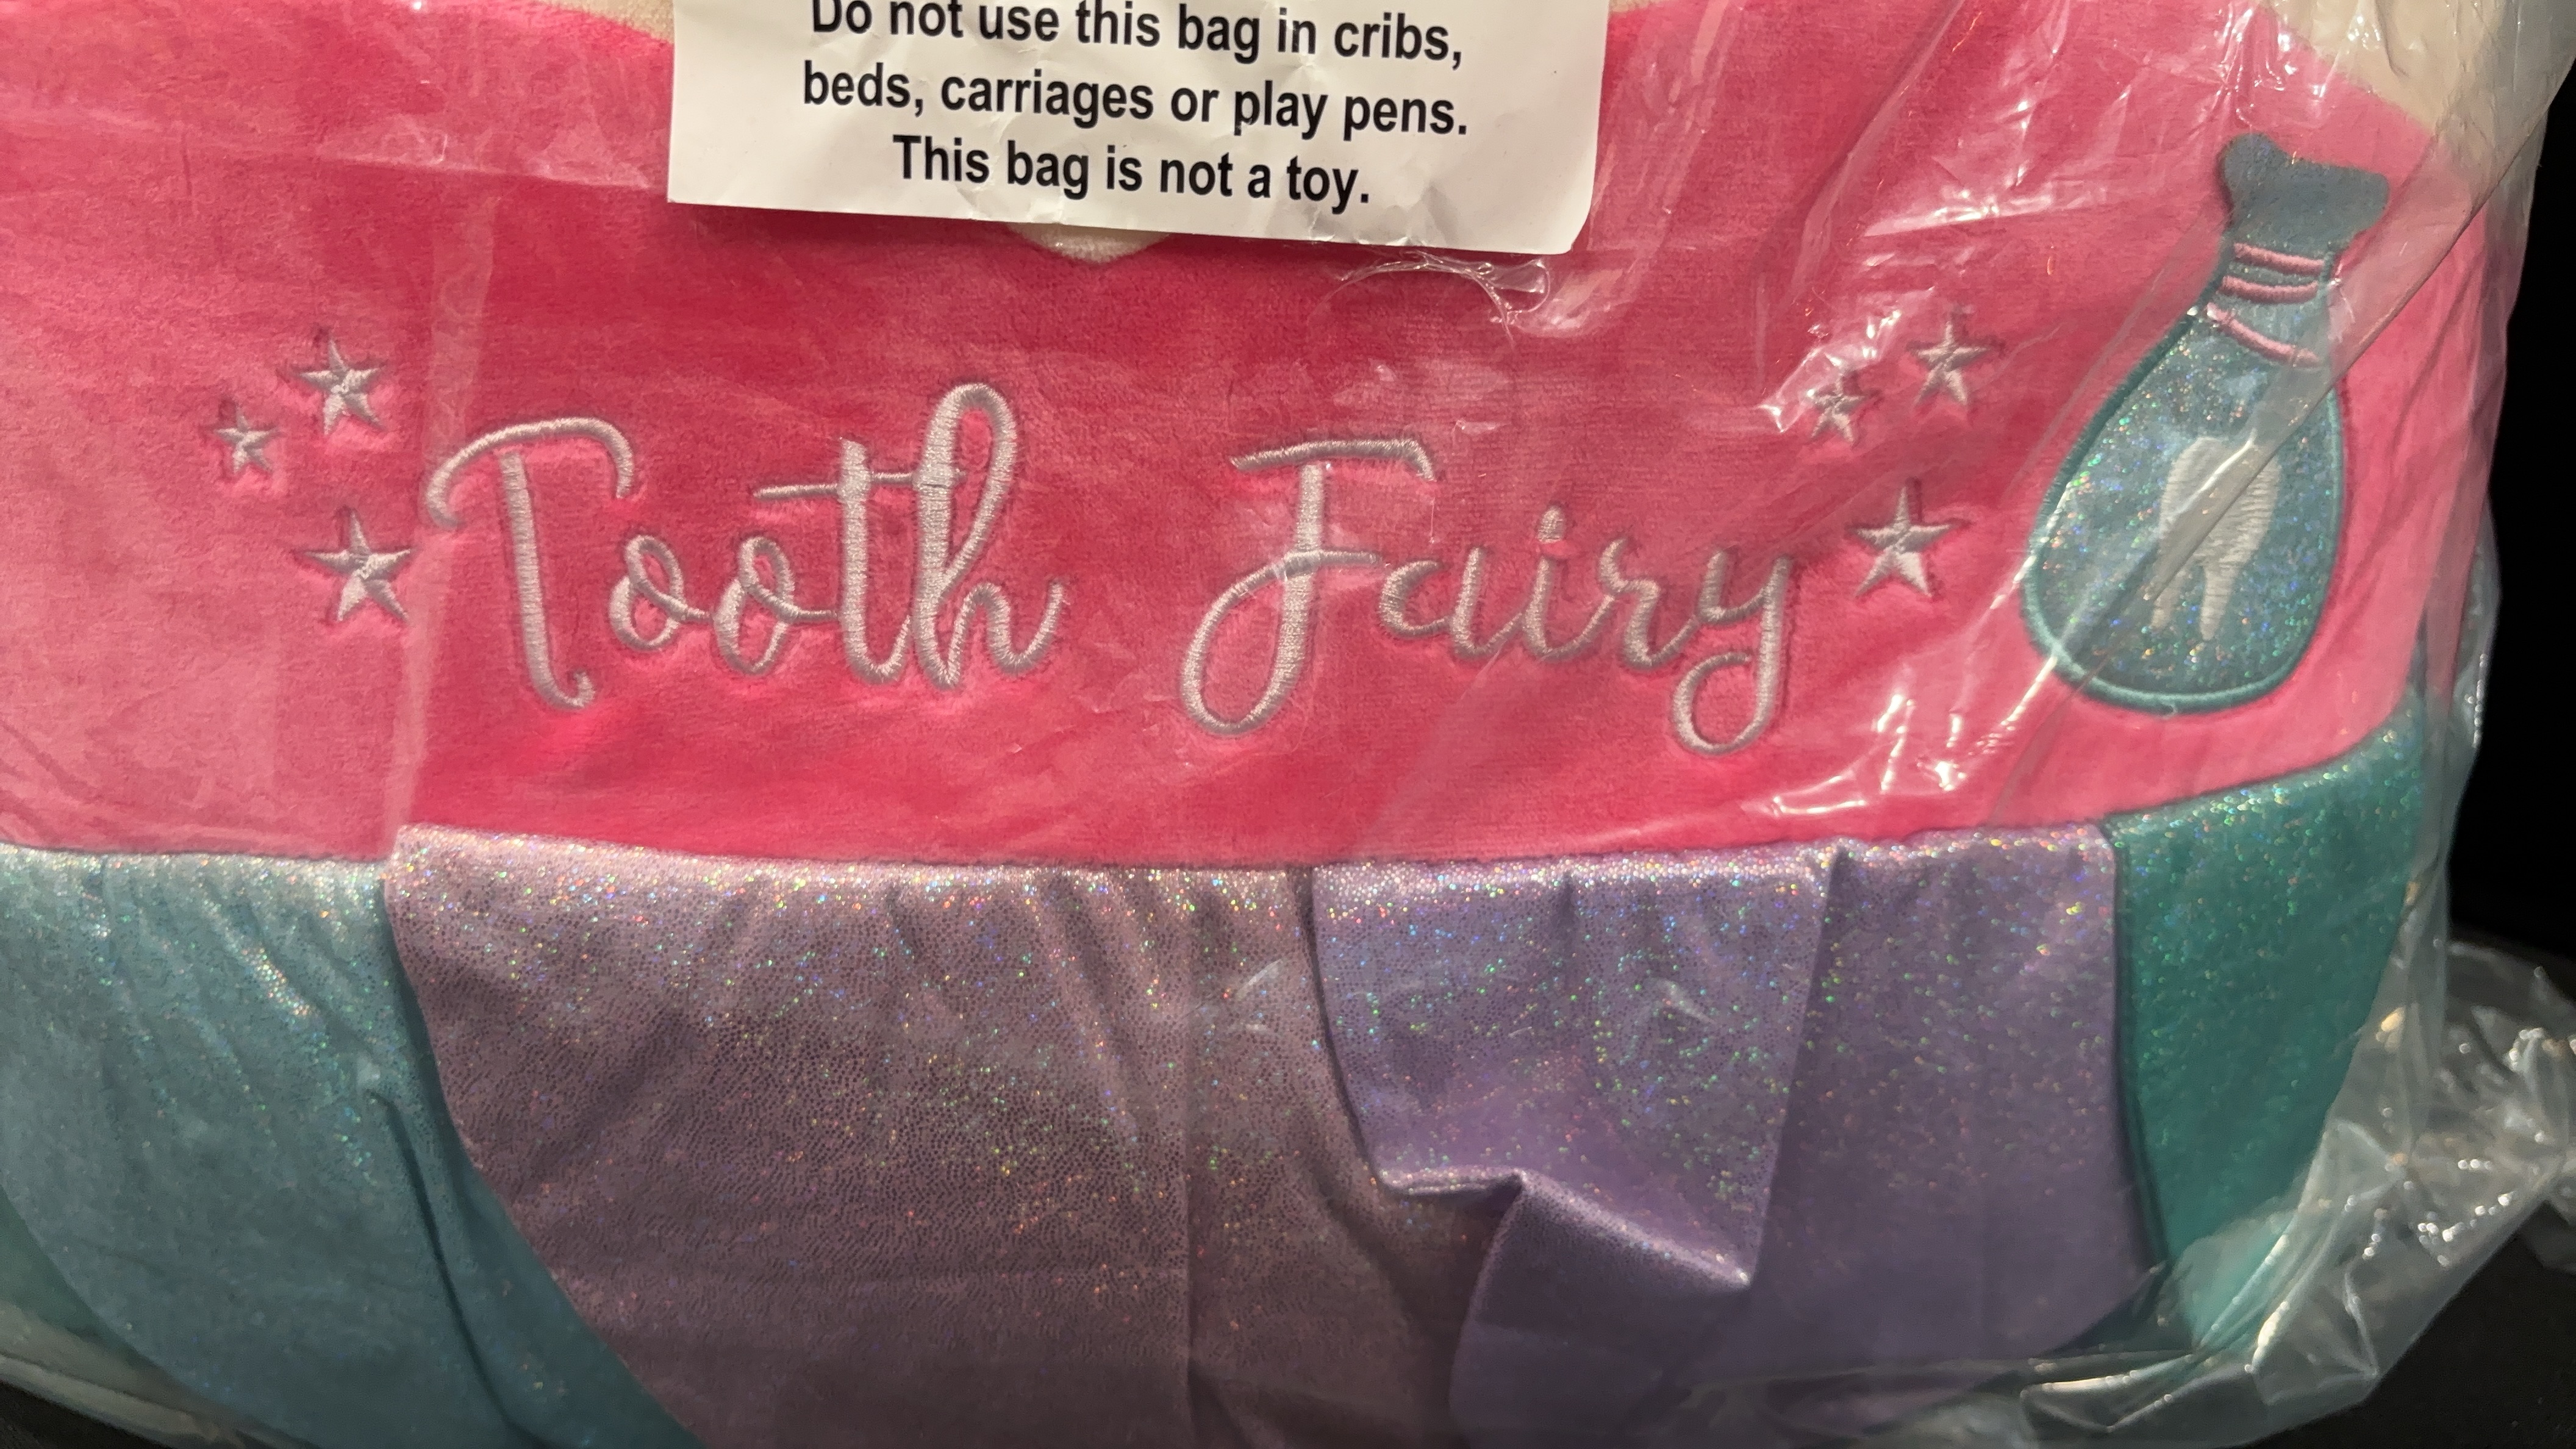 Do not use this bag in cribs,
beds, carriages or play pens.
This bag is not a toy.
Tooth Fairy